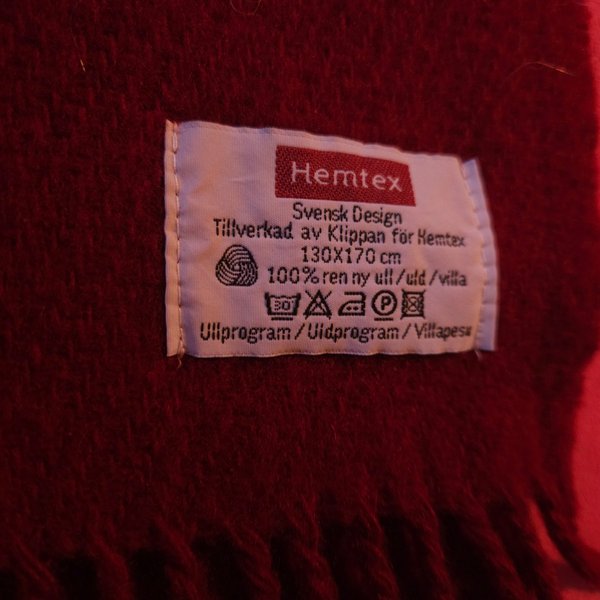 Hemtex
Svensk Design
Tillverkad av Klippan för Hemtex
130X170 cm
100% ren ny ull/uld/villa
30 P
Ullprogram/Uldprogram/Villapesu